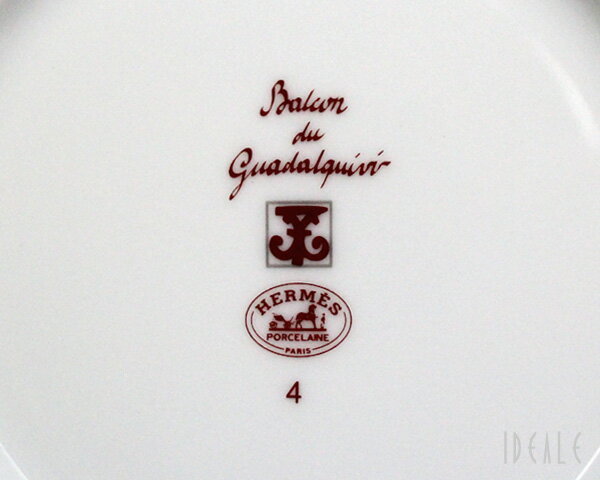 Balcon
du
Guadalquivir
HERMÈS
PORCELAINE
PARIS
4
IDEALE